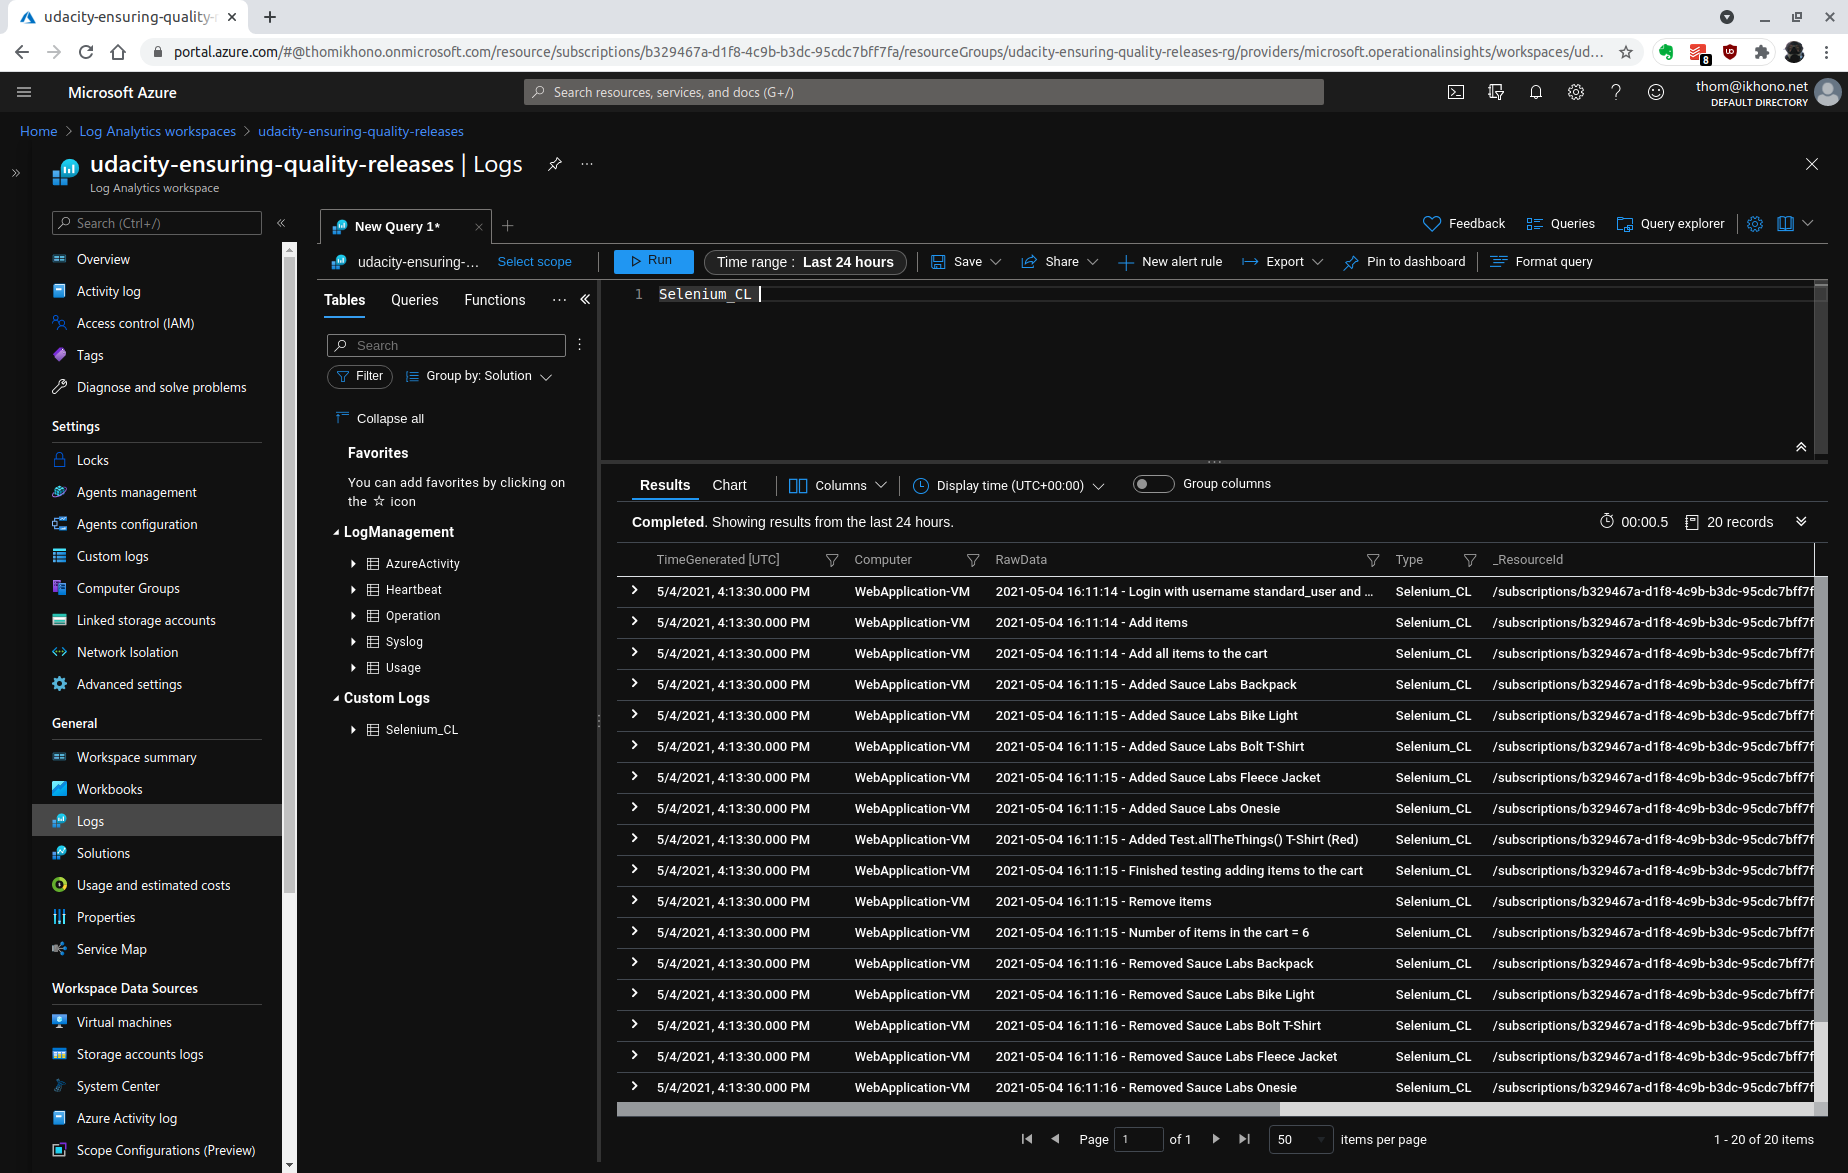 udacity-ensuring-quality-
portal.azure.com/#@thomikhono.onmicrosoft.com/resource/subscriptions/b329467a-d1f8-4c9b-b3dc-95cdc7bff7fa/resourceGroups/udacity-ensuring-quality-releases-rg/providers/microsoft.operationalinsights/workspaces/ud...
8
Microsoft Azure
Search resources, services, and docs (G+/)
thom@ikhono.net
DEFAULT DIRECTORY
Home > Log Analytics workspaces > udacity-ensuring-quality-releases
udacity-ensuring-quality-releases | Logs
Log Analytics workspace
Search (Ctrl+/)
Overview
Activity log
Access control (IAM)
Tags
Diagnose and solve problems
Settings
Locks
Agents management
Agents configuration
Custom logs
Computer Groups
Linked storage accounts
Network Isolation
Advanced settings
General
Workspace summary
Workbooks
Logs
Solutions
Usage and estimated costs
Properties
Service Map
Workspace Data Sources
Virtual machines
Storage accounts logs
System Center
Azure Activity log
Scope Configurations (Preview)
New Query 1*
Feedback
Queries
Query explorer
udacity-ensuring-...
Select scope
Run
Time range : Last 24 hours
Save
Share
New alert rule
Export
Pin to dashboard
Format query
Tables
Queries
Functions
Search
Filter
Group by: Solution
Collapse all
Favorites
You can add favorites by clicking on
the ☆ icon
LogManagement
AzureActivity
Heartbeat
Operation
Syslog
Usage
Custom Logs
Selenium_CL
1 Selenium_CL
Results
Chart
Columns
Display time (UTC+00:00)
Group columns
Completed. Showing results from the last 24 hours.
00:00.5
20 records
TimeGenerated [UTC] Computer RawData Type _ResourceId
5/4/2021, 4:13:30.000 PM WebApplication-VM 2021-05-04 16:11:14 - Login with username standard_user and ... Selenium_CL /subscriptions/b329467a-d1f8-4c9b-b3dc-95cdc7bff7f
5/4/2021, 4:13:30.000 PM WebApplication-VM 2021-05-04 16:11:14 - Add items Selenium_CL /subscriptions/b329467a-d1f8-4c9b-b3dc-95cdc7bff7f
5/4/2021, 4:13:30.000 PM WebApplication-VM 2021-05-04 16:11:14 - Add all items to the cart Selenium_CL /subscriptions/b329467a-d1f8-4c9b-b3dc-95cdc7bff7f
5/4/2021, 4:13:30.000 PM WebApplication-VM 2021-05-04 16:11:15 - Added Sauce Labs Backpack Selenium_CL /subscriptions/b329467a-d1f8-4c9b-b3dc-95cdc7bff7f
5/4/2021, 4:13:30.000 PM WebApplication-VM 2021-05-04 16:11:15 - Added Sauce Labs Bike Light Selenium_CL /subscriptions/b329467a-d1f8-4c9b-b3dc-95cdc7bff7f
5/4/2021, 4:13:30.000 PM WebApplication-VM 2021-05-04 16:11:15 - Added Sauce Labs Bolt T-Shirt Selenium_CL /subscriptions/b329467a-d1f8-4c9b-b3dc-95cdc7bff7f
5/4/2021, 4:13:30.000 PM WebApplication-VM 2021-05-04 16:11:15 - Added Sauce Labs Fleece Jacket Selenium_CL /subscriptions/b329467a-d1f8-4c9b-b3dc-95cdc7bff7f
5/4/2021, 4:13:30.000 PM WebApplication-VM 2021-05-04 16:11:15 - Added Sauce Labs Onesie Selenium_CL /subscriptions/b329467a-d1f8-4c9b-b3dc-95cdc7bff7f
5/4/2021, 4:13:30.000 PM WebApplication-VM 2021-05-04 16:11:15 - Added Test.allTheThings() T-Shirt (Red) Selenium_CL /subscriptions/b329467a-d1f8-4c9b-b3dc-95cdc7bff7f
5/4/2021, 4:13:30.000 PM WebApplication-VM 2021-05-04 16:11:15 - Finished testing adding items to the cart Selenium_CL /subscriptions/b329467a-d1f8-4c9b-b3dc-95cdc7bff7f
5/4/2021, 4:13:30.000 PM WebApplication-VM 2021-05-04 16:11:15 - Remove items Selenium_CL /subscriptions/b329467a-d1f8-4c9b-b3dc-95cdc7bff7f
5/4/2021, 4:13:30.000 PM WebApplication-VM 2021-05-04 16:11:15 - Number of items in the cart = 6 Selenium_CL /subscriptions/b329467a-d1f8-4c9b-b3dc-95cdc7bff7f
5/4/2021, 4:13:30.000 PM WebApplication-VM 2021-05-04 16:11:16 - Removed Sauce Labs Backpack Selenium_CL /subscriptions/b329467a-d1f8-4c9b-b3dc-95cdc7bff7f
5/4/2021, 4:13:30.000 PM WebApplication-VM 2021-05-04 16:11:16 - Removed Sauce Labs Bike Light Selenium_CL /subscriptions/b329467a-d1f8-4c9b-b3dc-95cdc7bff7f
5/4/2021, 4:13:30.000 PM WebApplication-VM 2021-05-04 16:11:16 - Removed Sauce Labs Bolt T-Shirt Selenium_CL /subscriptions/b329467a-d1f8-4c9b-b3dc-95cdc7bff7f
5/4/2021, 4:13:30.000 PM WebApplication-VM 2021-05-04 16:11:16 - Removed Sauce Labs Fleece Jacket Selenium_CL /subscriptions/b329467a-d1f8-4c9b-b3dc-95cdc7bff7f
5/4/2021, 4:13:30.000 PM WebApplication-VM 2021-05-04 16:11:16 - Removed Sauce Labs Onesie Selenium_CL /subscriptions/b329467a-d1f8-4c9b-b3dc-95cdc7bff7f
Page 1 of 1
50 items per page
1 - 20 of 20 items